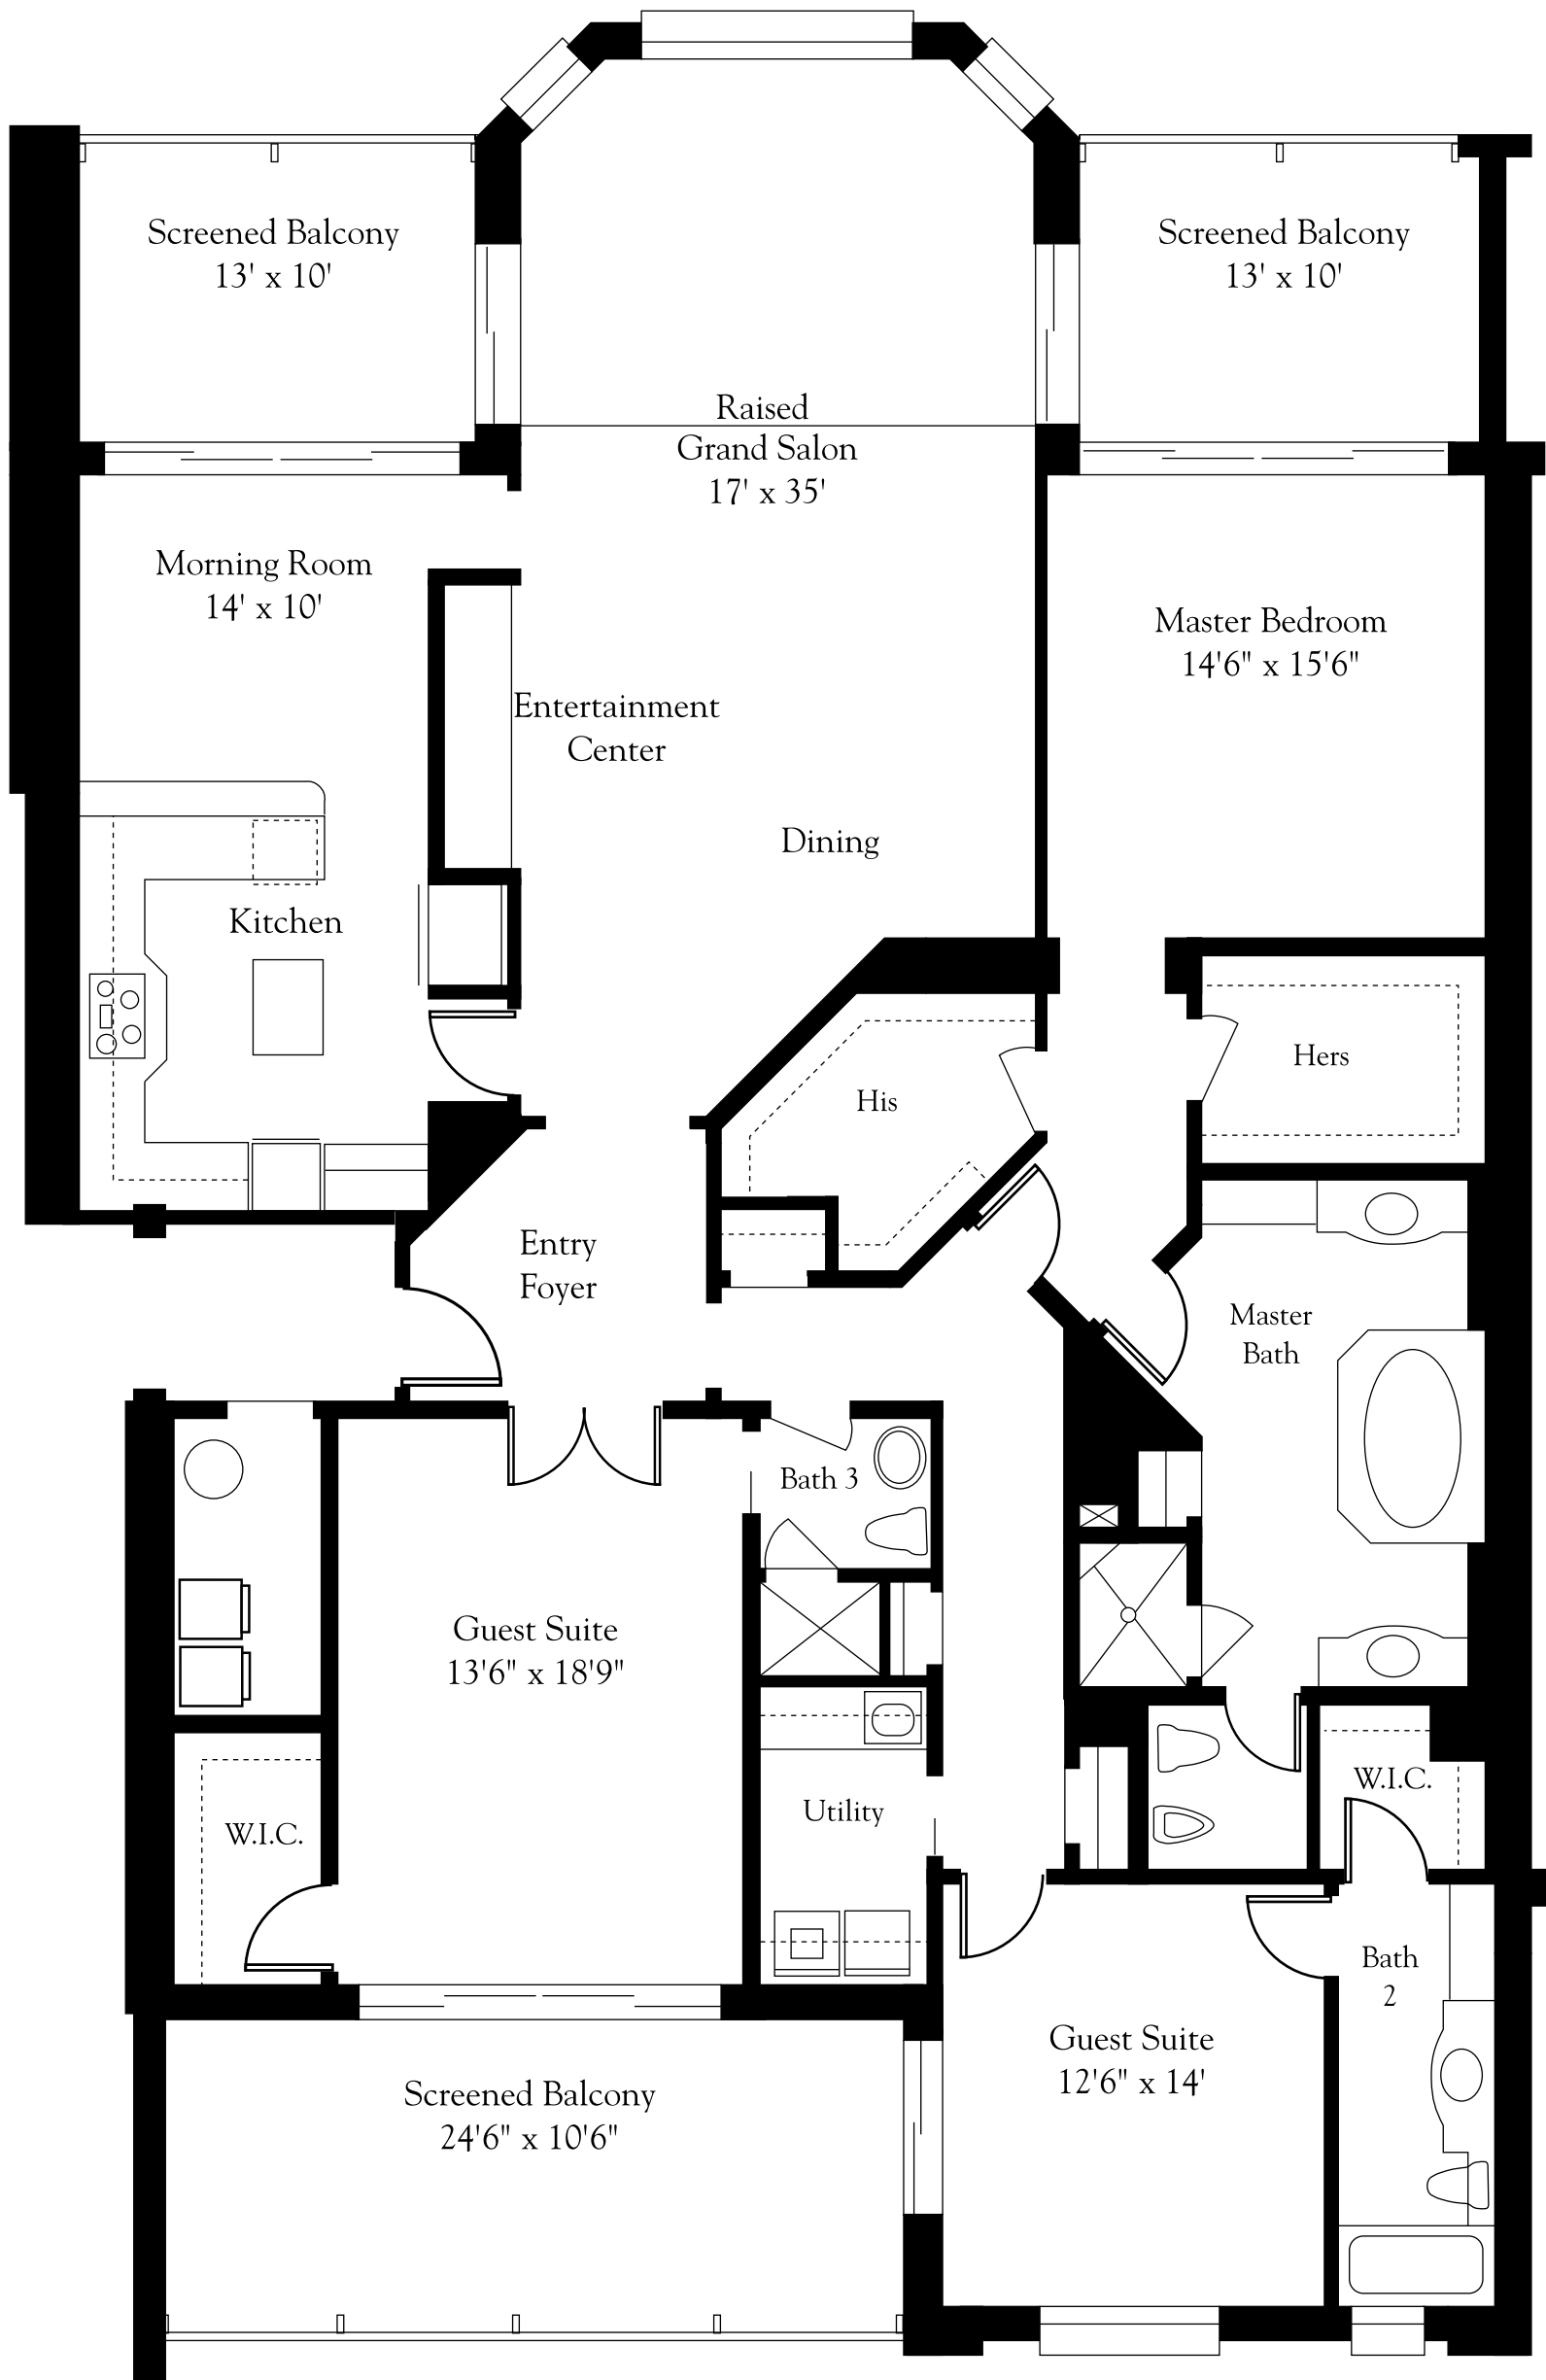 Screened Balcony
13' x 10'
Screened Balcony
13' x 10'
Raised
Grand Salon
17' x 35'
Morning Room
14' x 10'
Master Bedroom
14'6" x 15'6"
Entertainment
Center
Dining
Kitchen
His
Hers
Entry
Foyer
Master
Bath
Bath 3
Guest Suite
13'6" x 18'9"
W.I.C.
Utility
W.I.C.
Bath
2
Guest Suite
12'6" x 14'
Screened Balcony
24'6" x 10'6"